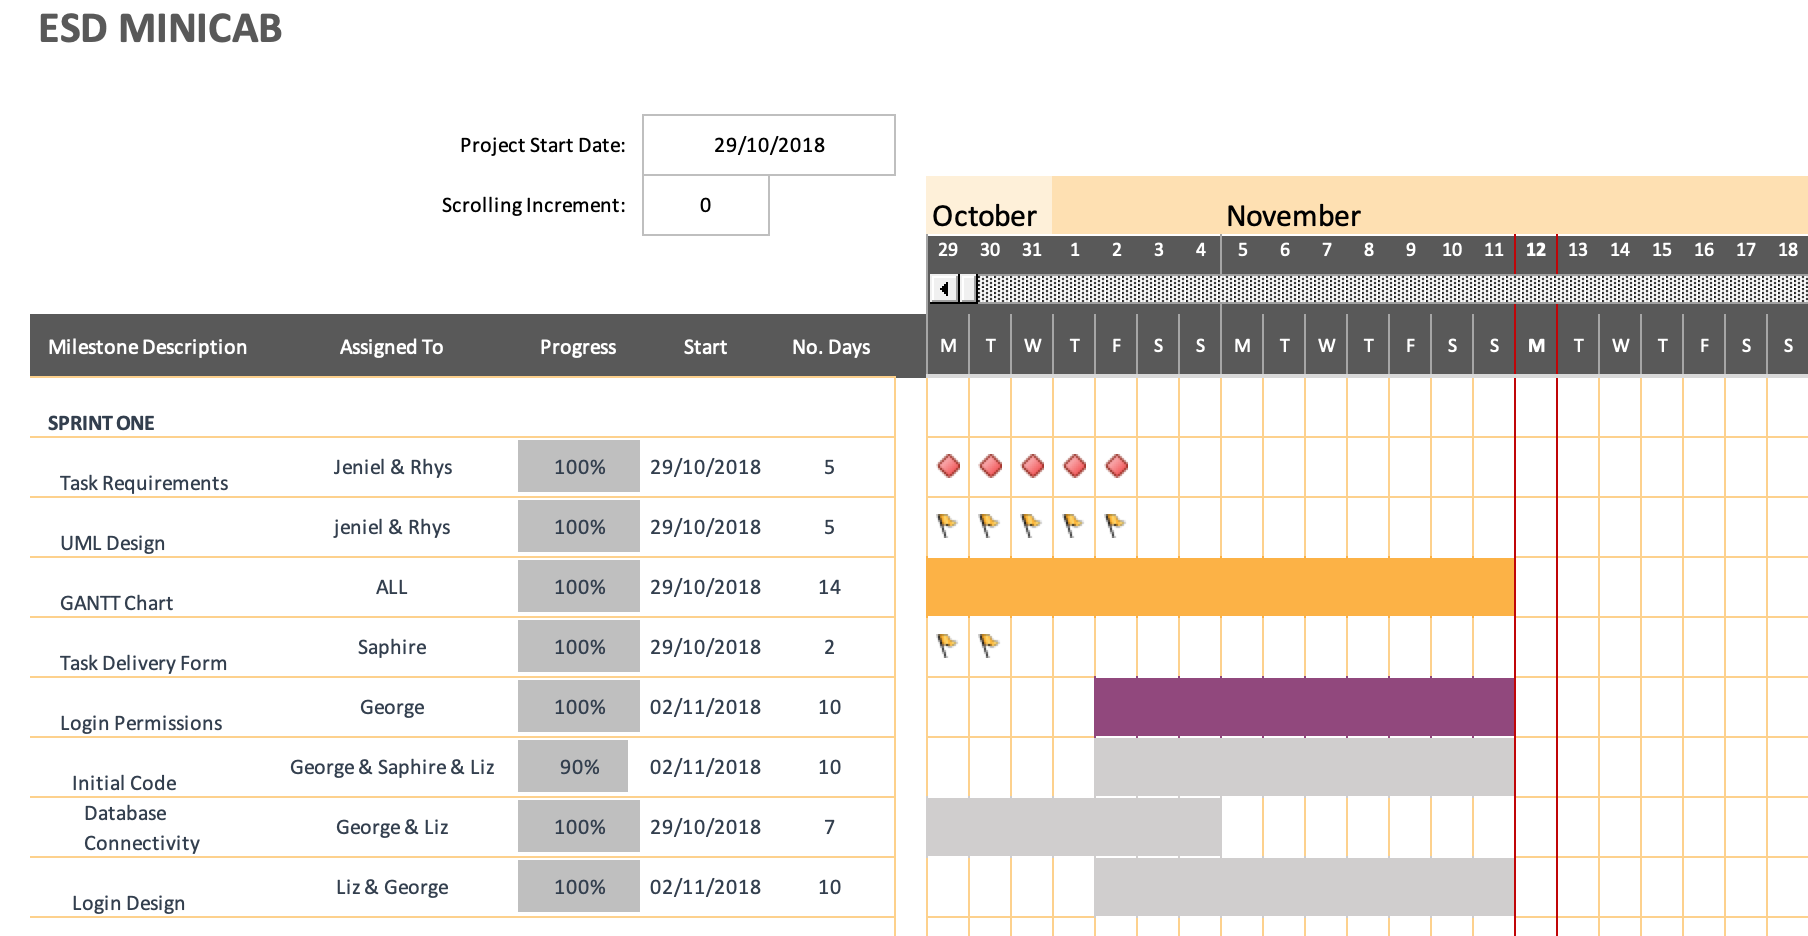 ESD MINICAB
Project Start Date: 29/10/2018
Scrolling Increment: 0
October November
29 30 31 1 2 3 4 5 6 7 8 9 10 11 12 13 14 15 16 17 18
Milestone Description Assigned To Progress Start No. Days M T W T F S S M T W T F S S M T W T F S S
SPRINT ONE
Task Requirements Jeniel & Rhys 100% 29/10/2018 5
UML Design jeniel & Rhys 100% 29/10/2018 5
GANTT Chart ALL 100% 29/10/2018 14
Task Delivery Form Saphire 100% 29/10/2018 2
Login Permissions George 100% 02/11/2018 10
Initial Code George & Saphire & Liz 90% 02/11/2018 10
Database
Connectivity George & Liz 100% 29/10/2018 7
Login Design Liz & George 100% 02/11/2018 10